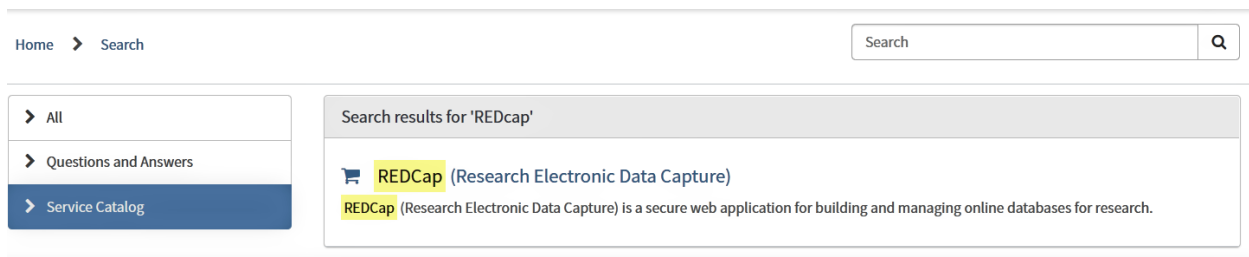 Home > Search
Search
All
Questions and Answers
Service Catalog
Search results for 'REDcap'
REDCap (Research Electronic Data Capture)
REDCap (Research Electronic Data Capture) is a secure web application for building and managing online databases for research.